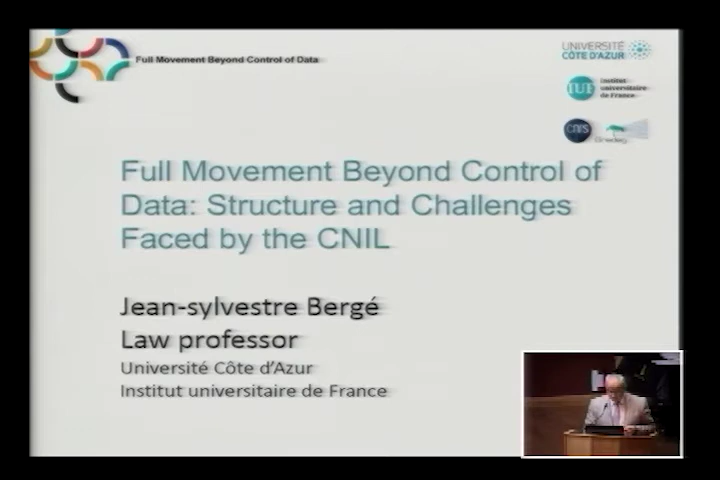 Full Movement Beyond Control of Data
UNIVERSITÉ
CÔTE D'AZUR
IUF
Institut
universitaire
de France
cnrs
Full Movement Beyond Control of
Data: Structure and Challenges
Faced by the CNIL
Jean-sylvestre Bergé
Law professor
Université Côte d'Azur
Institut universitaire de France